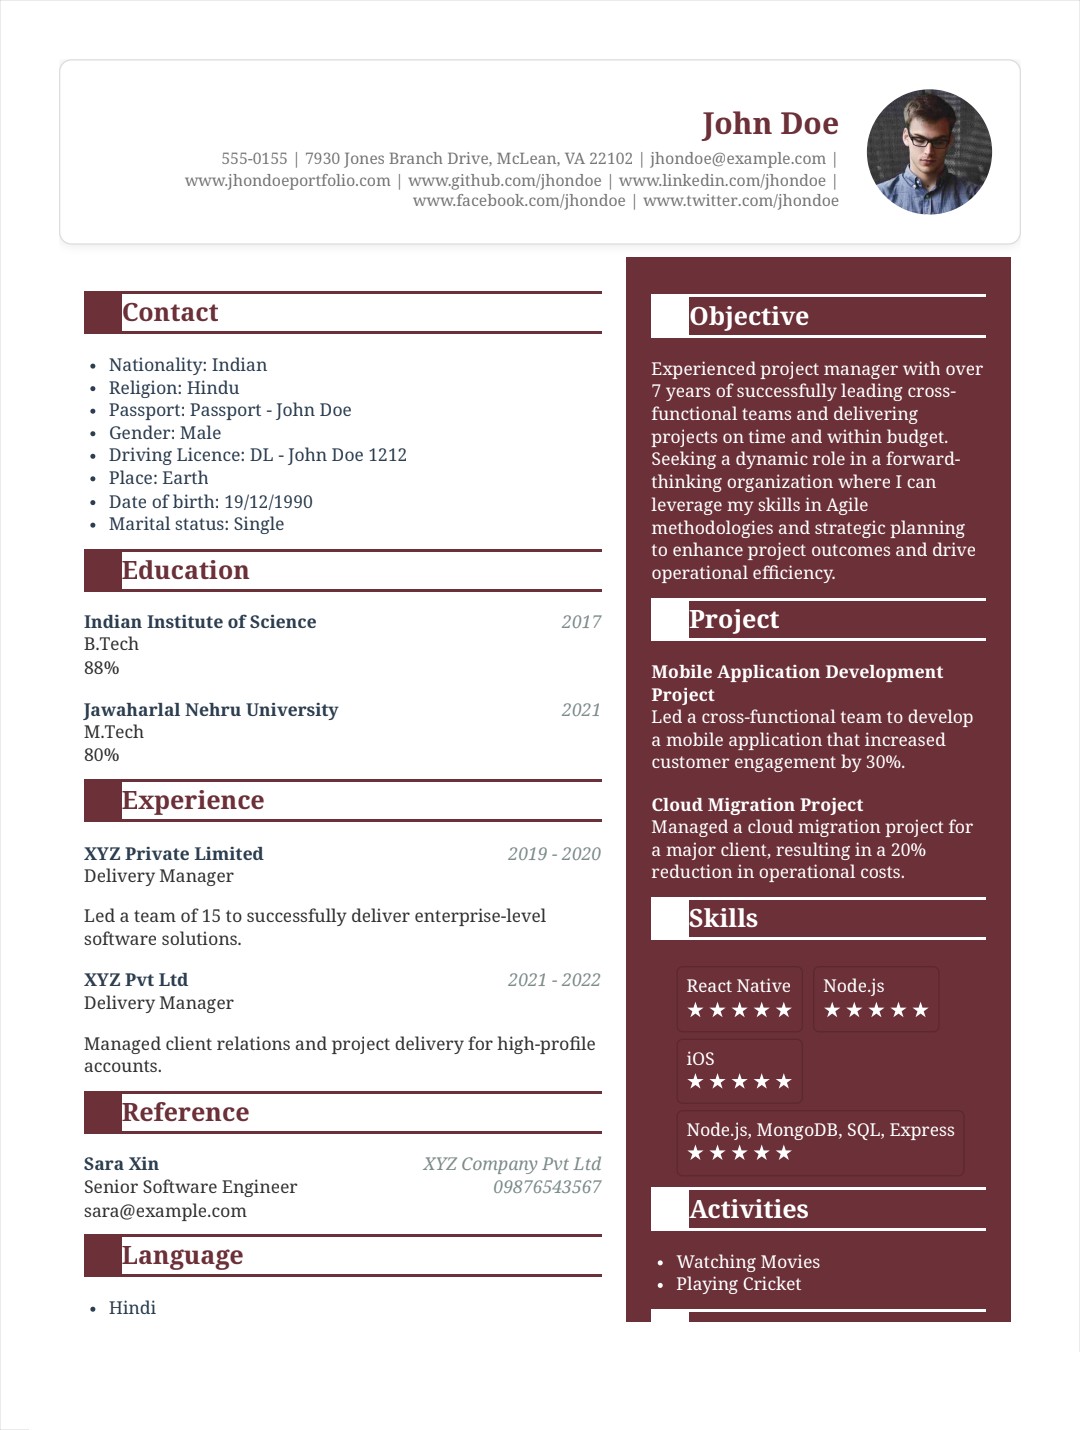 John Doe
555-0155 | 7930 Jones Branch Drive, McLean, VA 22102 | jhondoe@example.com |
www.jhondoeportfolio.com | www.github.com/jhondoe | www.linkedin.com/jhondoe |
www.facebook.com/jhondoe | www.twitter.com/jhondoe
Contact
• Nationality: Indian
• Religion: Hindu
• Passport: Passport - John Doe
• Gender: Male
• Driving Licence: DL - John Doe 1212
• Place: Earth
• Date of birth: 19/12/1990
• Marital status: Single
Education
Indian Institute of Science 2017
B.Tech
88%
Jawaharlal Nehru University 2021
M.Tech
80%
Experience
XYZ Private Limited 2019 - 2020
Delivery Manager
Led a team of 15 to successfully deliver enterprise-level
software solutions.
XYZ Pvt Ltd 2021 - 2022
Delivery Manager
Managed client relations and project delivery for high-profile
accounts.
Reference
Sara Xin XYZ Company Pvt Ltd
Senior Software Engineer 09876543567
sara@example.com
Language
• Hindi
Objective
Experienced project manager with over
7 years of successfully leading cross-
functional teams and delivering
projects on time and within budget.
Seeking a dynamic role in a forward-
thinking organization where I can
leverage my skills in Agile
methodologies and strategic planning
to enhance project outcomes and drive
operational efficiency.
Project
Mobile Application Development
Project
Led a cross-functional team to develop
a mobile application that increased
customer engagement by 30%.
Cloud Migration Project
Managed a cloud migration project for
a major client, resulting in a 20%
reduction in operational costs.
Skills
React Native Node.js
★ ★ ★ ★ ★ ★ ★ ★ ★ ★
iOS
★ ★ ★ ★ ★
Node.js, MongoDB, SQL, Express
★ ★ ★ ★ ★
Activities
• Watching Movies
• Playing Cricket